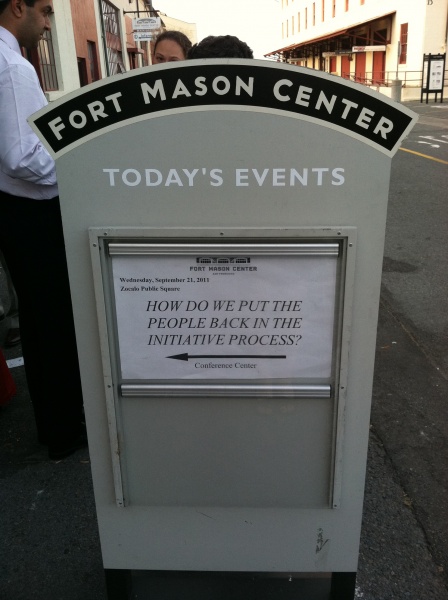 FORT MASON CENTER
TODAY'S EVENTS
FORT MASON CENTER
Wednesday, September 21, 2011
Zocalo Public Square
HOW DO WE PUT THE
PEOPLE BACK IN THE
INITIATIVE PROCESS?
Conference Center